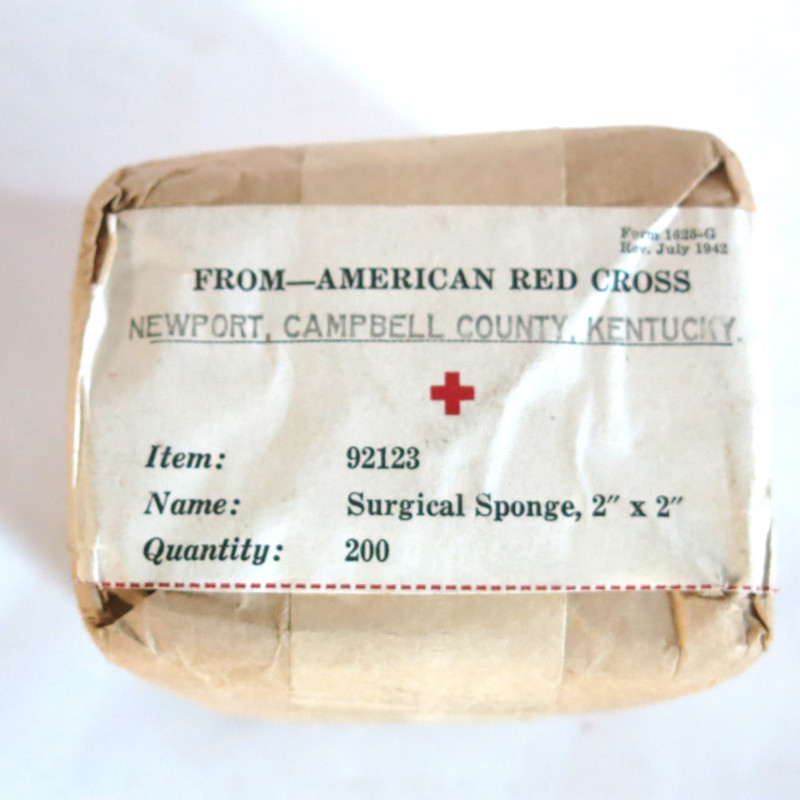 Form 1625-G
Rev. July 1942
FROM—AMERICAN RED CROSS
NEWPORT, CAMPBELL COUNTY, KENTUCKY.
Item: 92123
Name: Surgical Sponge, 2″ x 2″
Quantity: 200